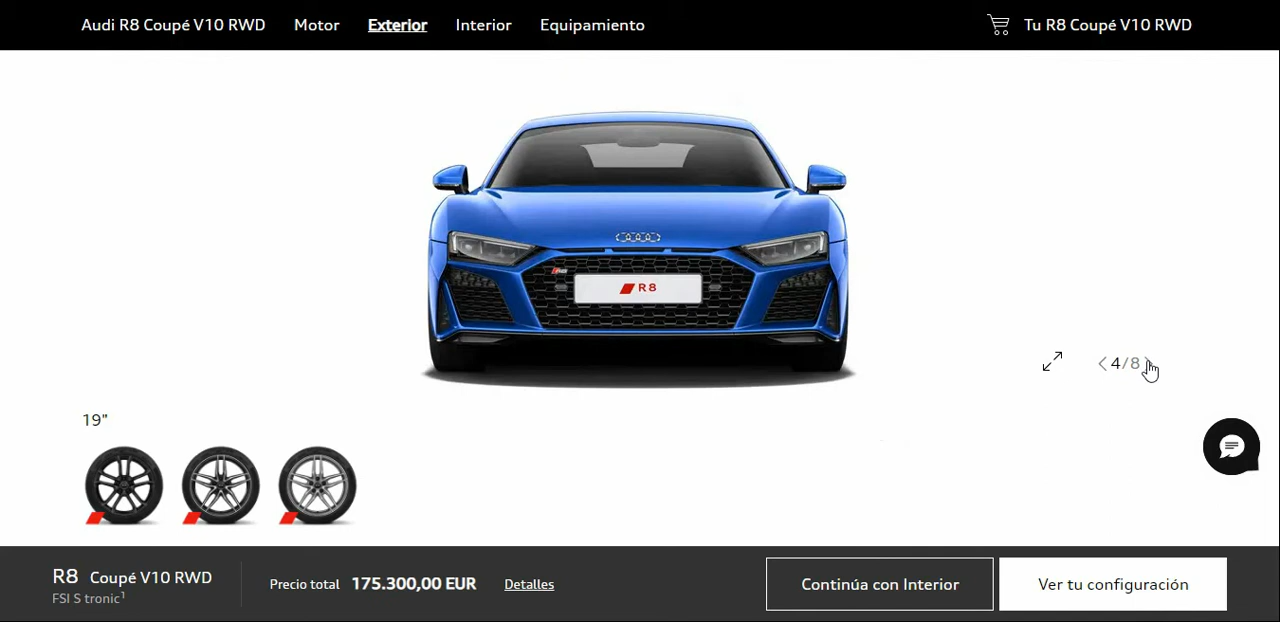 Audi R8 Coupé V10 RWD Motor Exterior Interior Equipamiento Tu R8 Coupé V10 RWD
R8
4/8
19"
R8 Coupé V10 RWD
FSI S tronic¹
Precio total 175.300,00 EUR Detalles
Continúa con Interior
Ver tu configuración